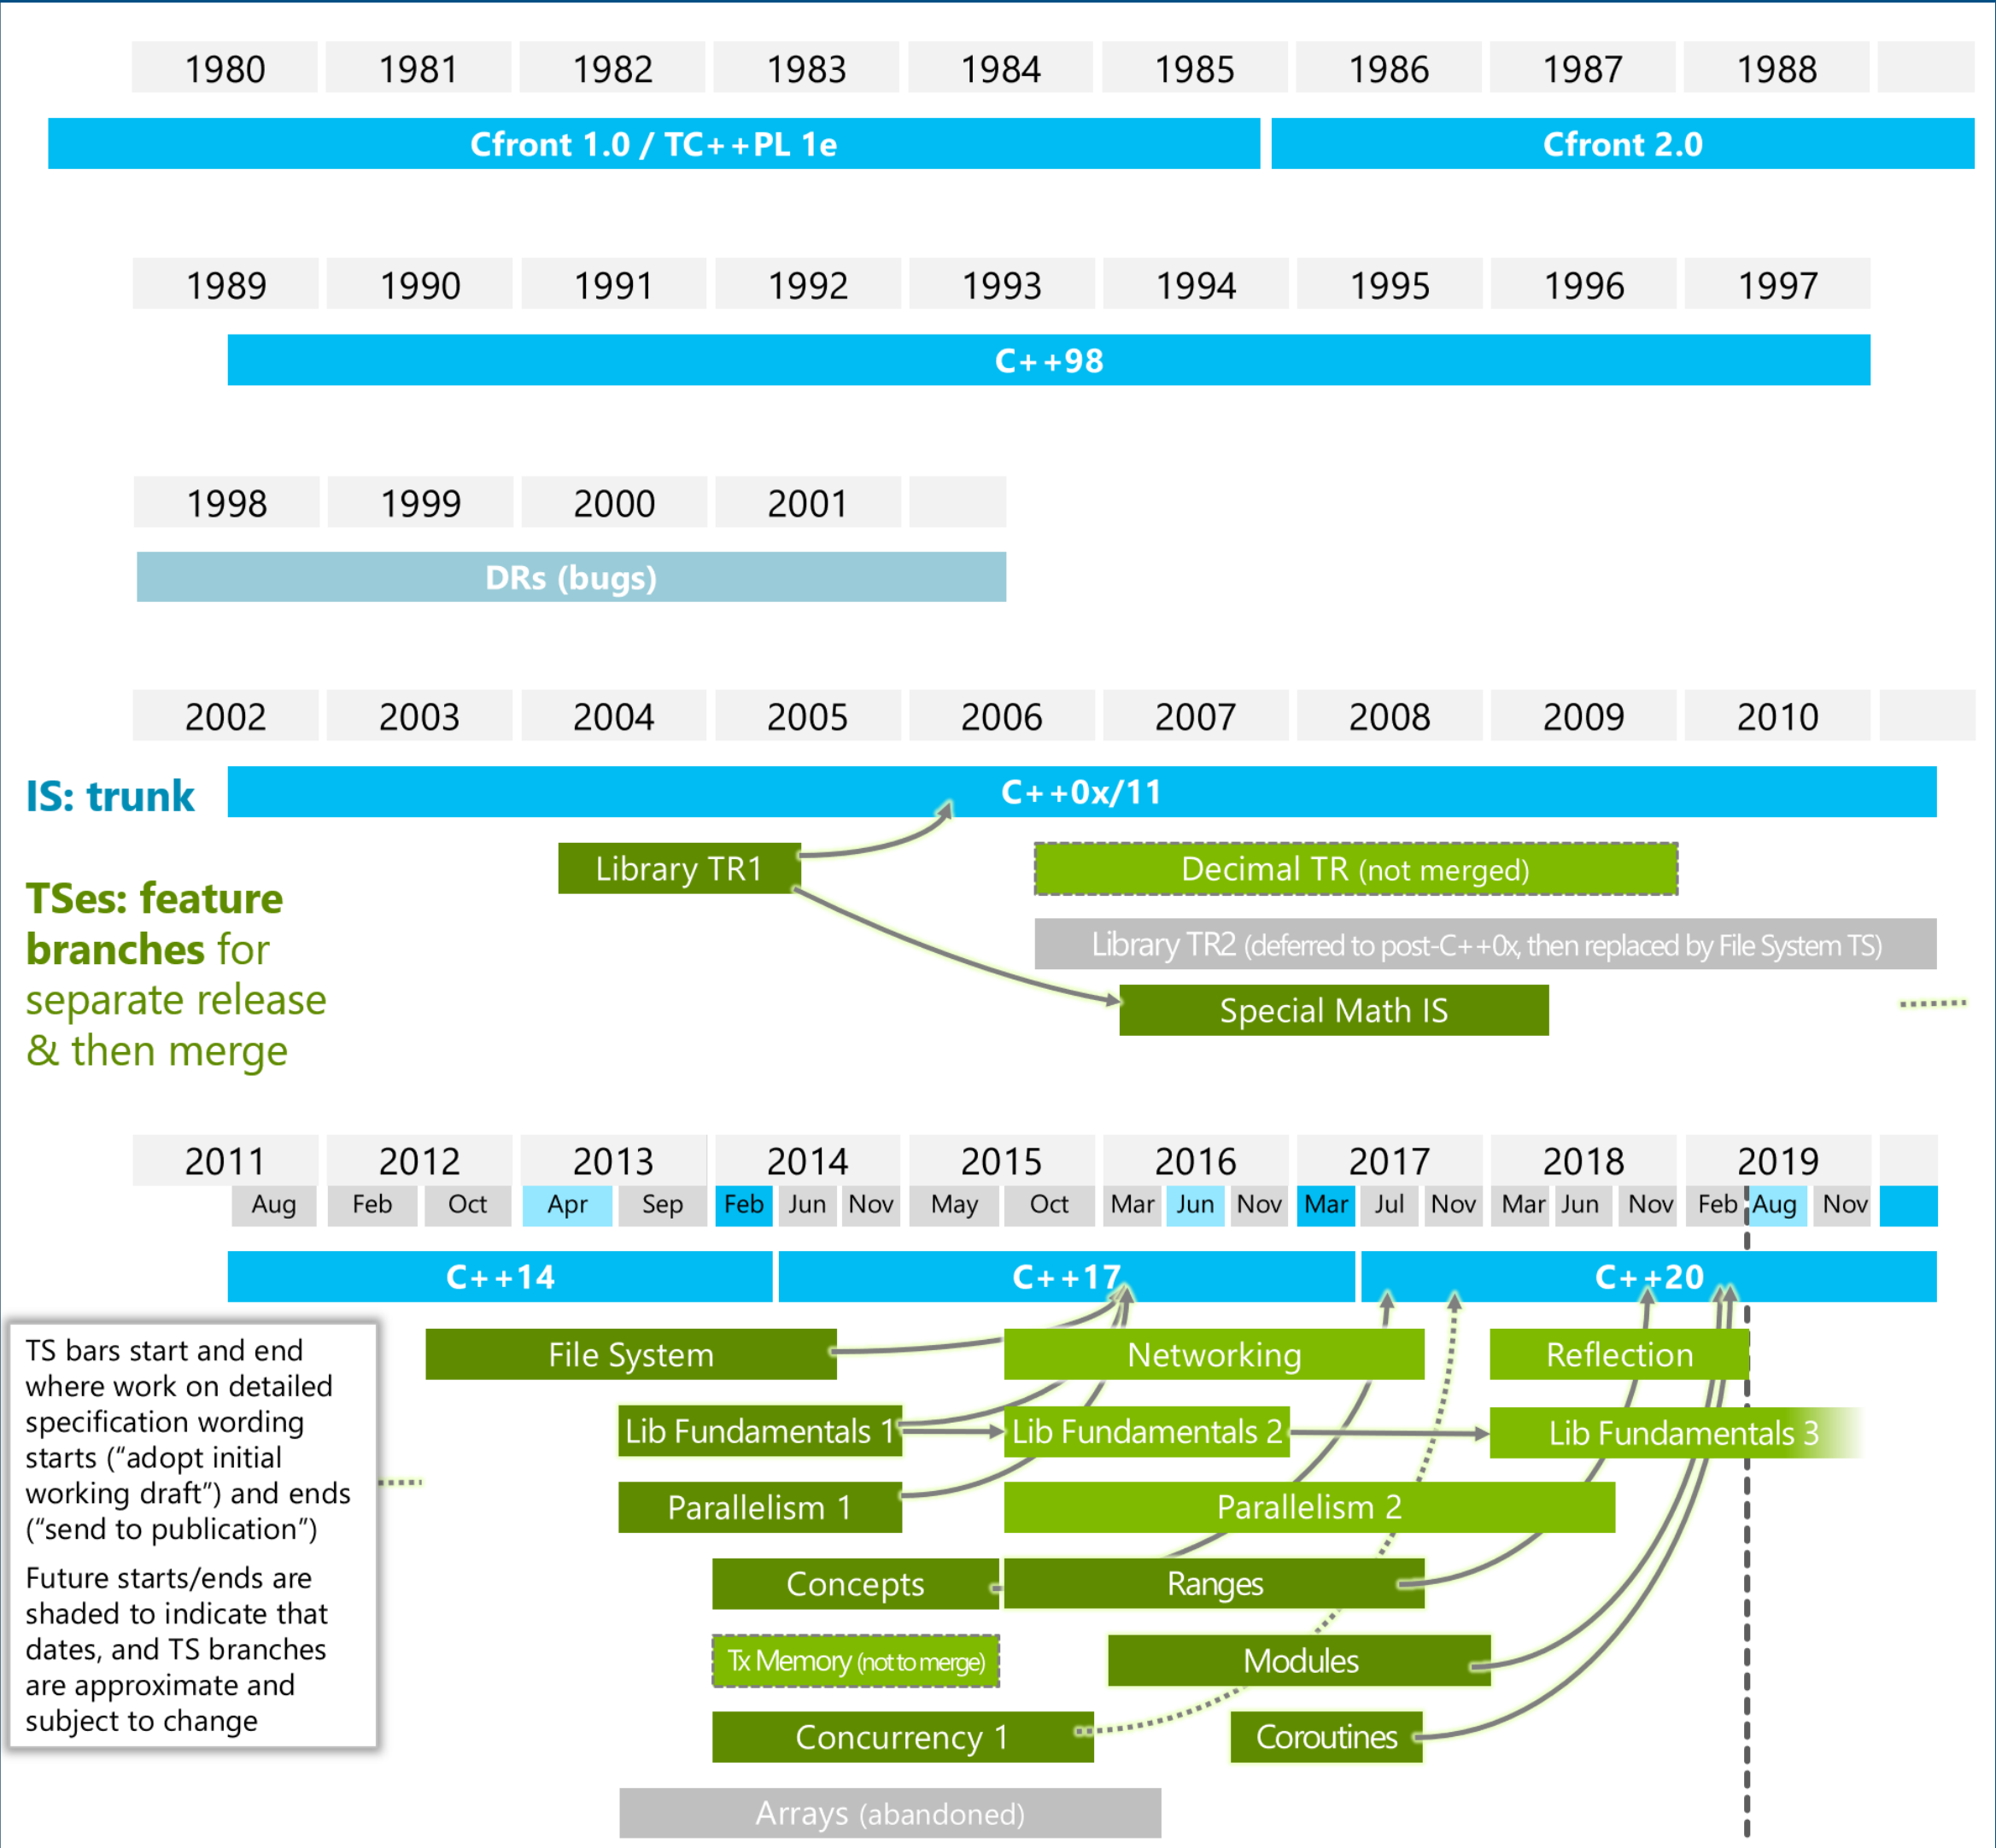 1980 1981 1982 1983 1984 1985 1986 1987 1988
Cfront 1.0 / TC++PL 1e Cfront 2.0
1989 1990 1991 1992 1993 1994 1995 1996 1997
C++98
1998 1999 2000 2001
DRs (bugs)
2002 2003 2004 2005 2006 2007 2008 2009 2010
IS: trunk
C++0x/11
Library TR1 Decimal TR (not merged)
TSes: feature
branches for
separate release
& then merge
Library TR2 (deferred to post-C++0x, then replaced by File System TS)
Special Math IS
2011 2012 2013 2014 2015 2016 2017 2018 2019
Aug Feb Oct Apr Sep Feb Jun Nov May Oct Mar Jun Nov Mar Jul Nov Mar Jun Nov Feb Aug Nov
C++14 C++17 C++20
TS bars start and end
where work on detailed
specification wording
starts (“adopt initial
working draft”) and ends
(“send to publication”)
Future starts/ends are
shaded to indicate that
dates, and TS branches
are approximate and
subject to change
File System Networking Reflection
Lib Fundamentals 1 Lib Fundamentals 2 Lib Fundamentals 3
Parallelism 1 Parallelism 2
Concepts Ranges
Tx Memory (not to merge) Modules
Concurrency 1 Coroutines
Arrays (abandoned)